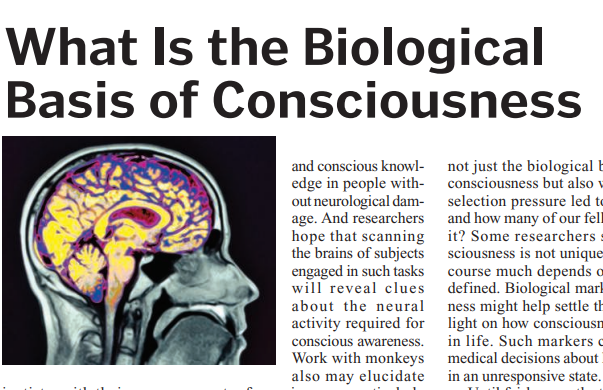 What Is the Biological
Basis of Consciousness
and conscious knowl-
edge in people with-
out neurological dam-
age. And researchers
hope that scanning
the brains of subjects
engaged in such tasks
will reveal clues
about the neural
activity required for
conscious awareness.
Work with monkeys
also may elucidate
not just the biological b
consciousness but also w
selection pressure led to
and how many of our fell
it? Some researchers s
sciousness is not unique
course much depends o
defined. Biological mark
ness might help settle th
light on how consciousn
in life. Such markers c
medical decisions about
in an unresponsive state.